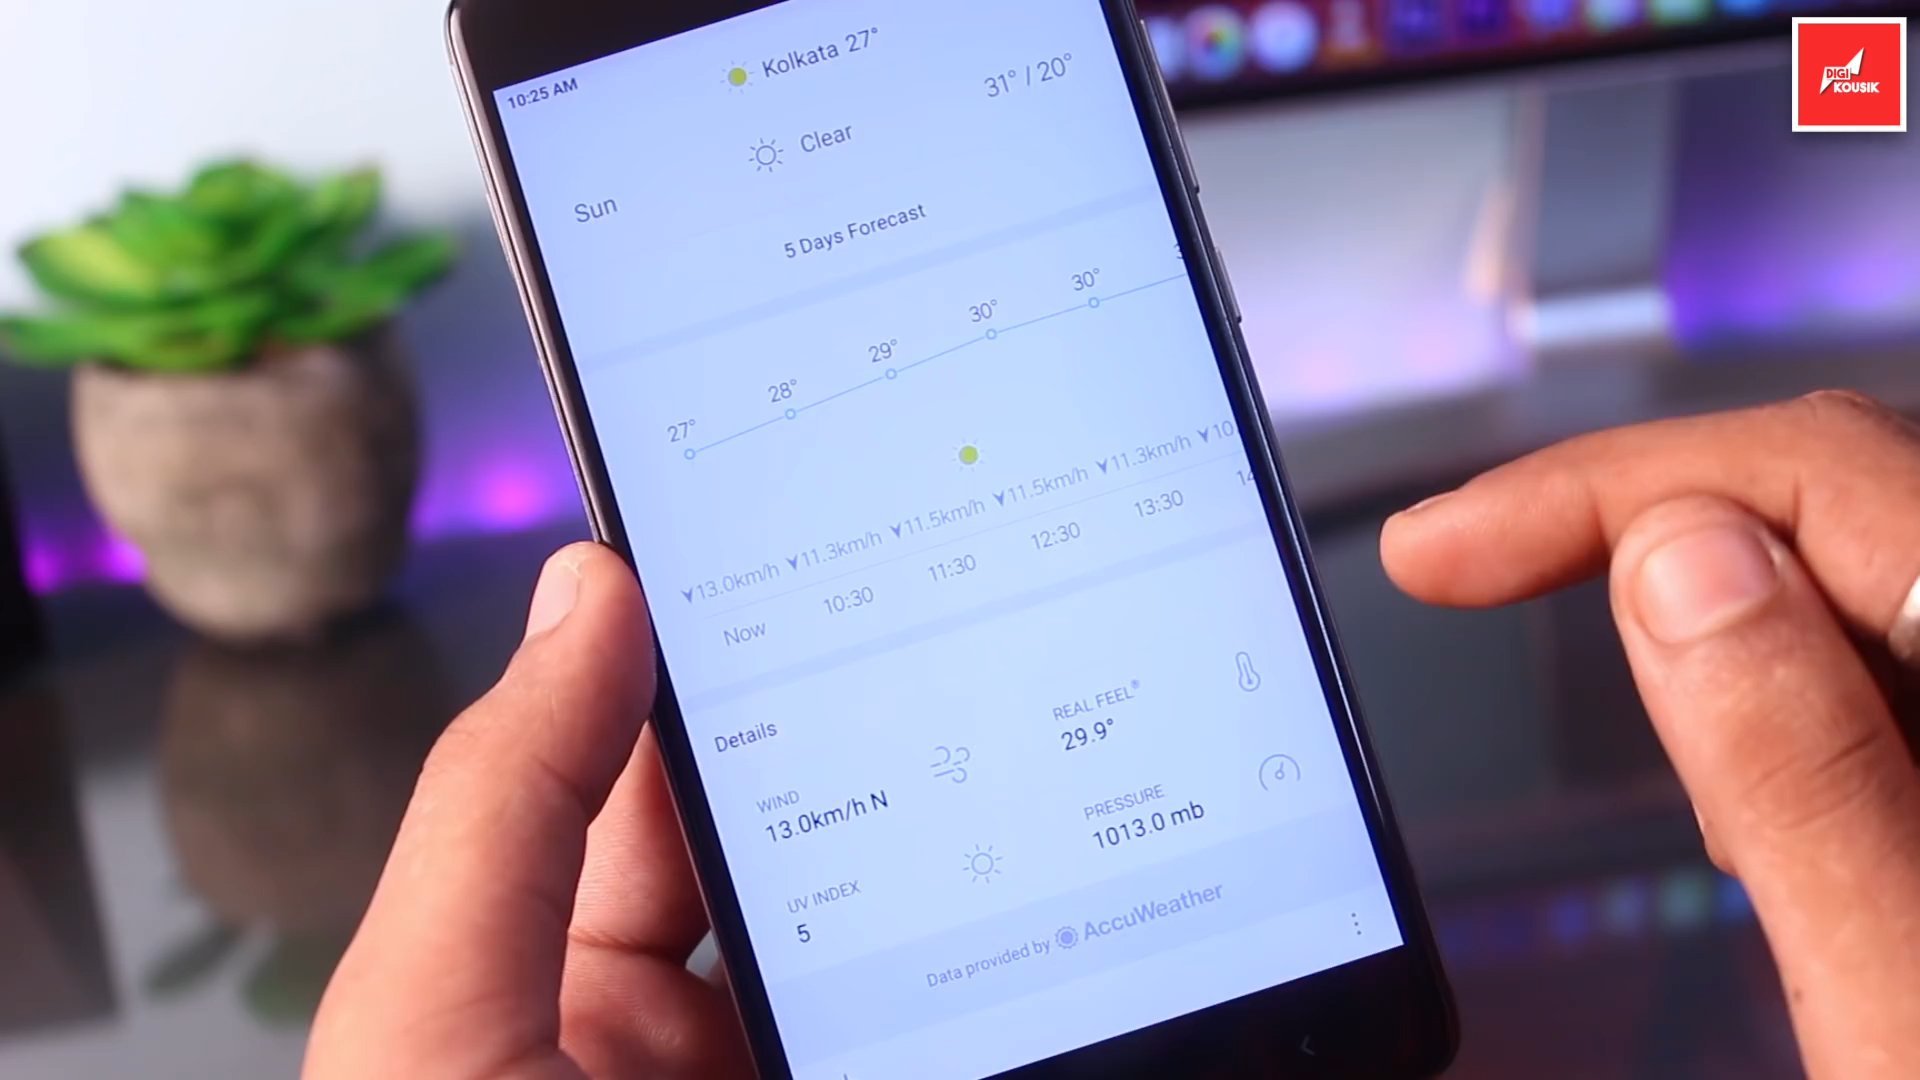 10:25 AM
Kolkata 27°
Sun
Clear
31° / 20°
5 Days Forecast
27°
28°
29°
30°
30°
13.0km/h
11.3km/h
11.5km/h
11.5km/h
11.3km/h
10
Now
10:30
11:30
12:30
13:30
Details
WIND
13.0km/h N
REAL FEEL®
29.9°
UV INDEX
5
PRESSURE
1013.0 mb
Data provided by AccuWeather
DIGI
KOUSIK